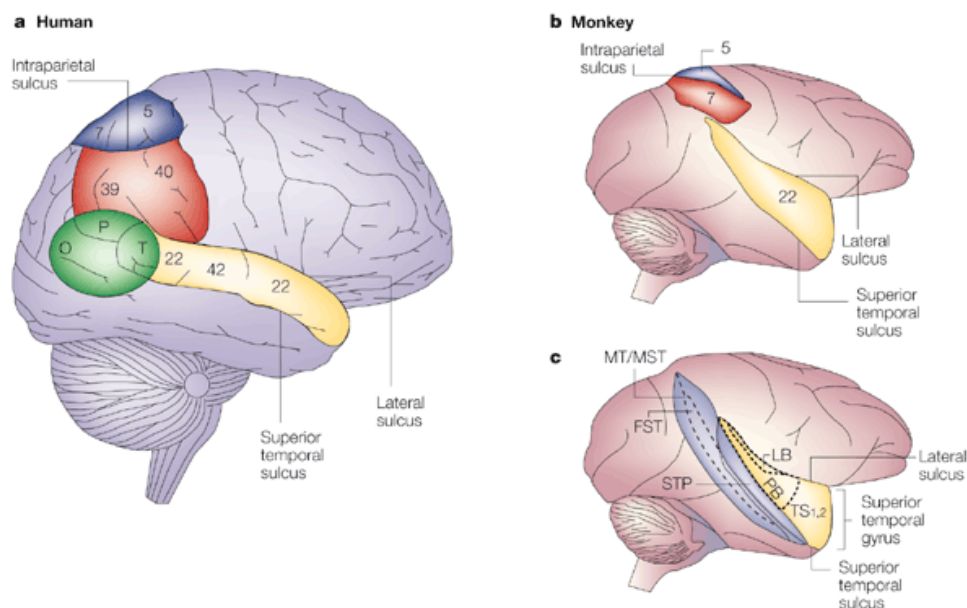 a Human
Intraparietal
sulcus
5
7
40
39
P
O
T
22
42
22
Lateral
sulcus
Superior
temporal
sulcus
b Monkey
5
Intraparietal
sulcus
7
22
Lateral
sulcus
Superior
temporal
sulcus
c
MT/MST
FST
LB
Lateral
sulcus
STP
PB
TS1,2
Superior
temporal
gyrus
Superior
temporal
sulcus